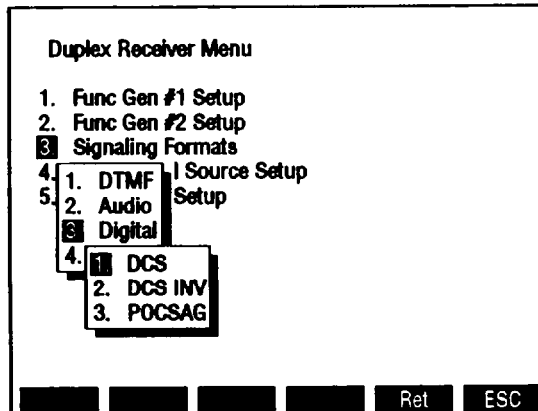 Duplex Receiver Menu
1. Func Gen #1 Setup
2. Func Gen #2 Setup
3 Signaling Formats
4. l Source Setup
5. Setup
1. DTMF
2. Audio
3 Digital
4.
1. DCS
2. DCS INV
3. POCSAG
Ret ESC